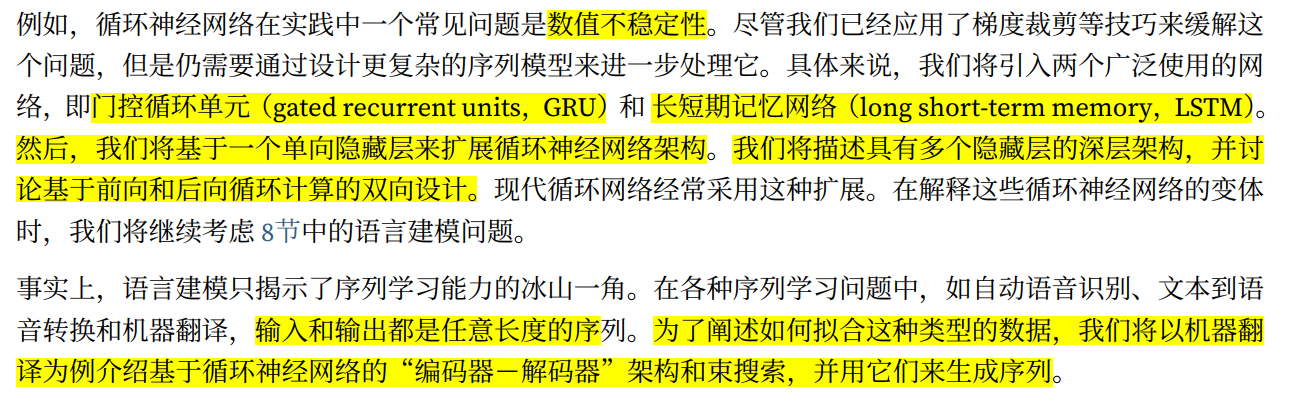 例如，循环神经网络在实践中一个常见问题是数值不稳定性。尽管我们已经应用了梯度裁剪等技巧来缓解这
个问题，但是仍需要通过设计更复杂的序列模型来进一步处理它。具体来说，我们将引入两个广泛使用的网
络，即门控循环单元（gated recurrent units，GRU）和 长短期记忆网络（long short-term memory，LSTM）。
然后，我们将基于一个单向隐藏层来扩展循环神经网络架构。我们将描述具有多个隐藏层的深层架构，并讨
论基于前向和后向循环计算的双向设计。现代循环网络经常采用这种扩展。在解释这些循环神经网络的变体
时，我们将继续考虑 8节中的语言建模问题。
事实上，语言建模只揭示了序列学习能力的冰山一角。在各种序列学习问题中，如自动语音识别、文本到语
音转换和机器翻译，输入和输出都是任意长度的序列。为了阐述如何拟合这种类型的数据，我们将以机器翻
译为例介绍基于循环神经网络的“编码器－解码器”架构和束搜索，并用它们来生成序列。